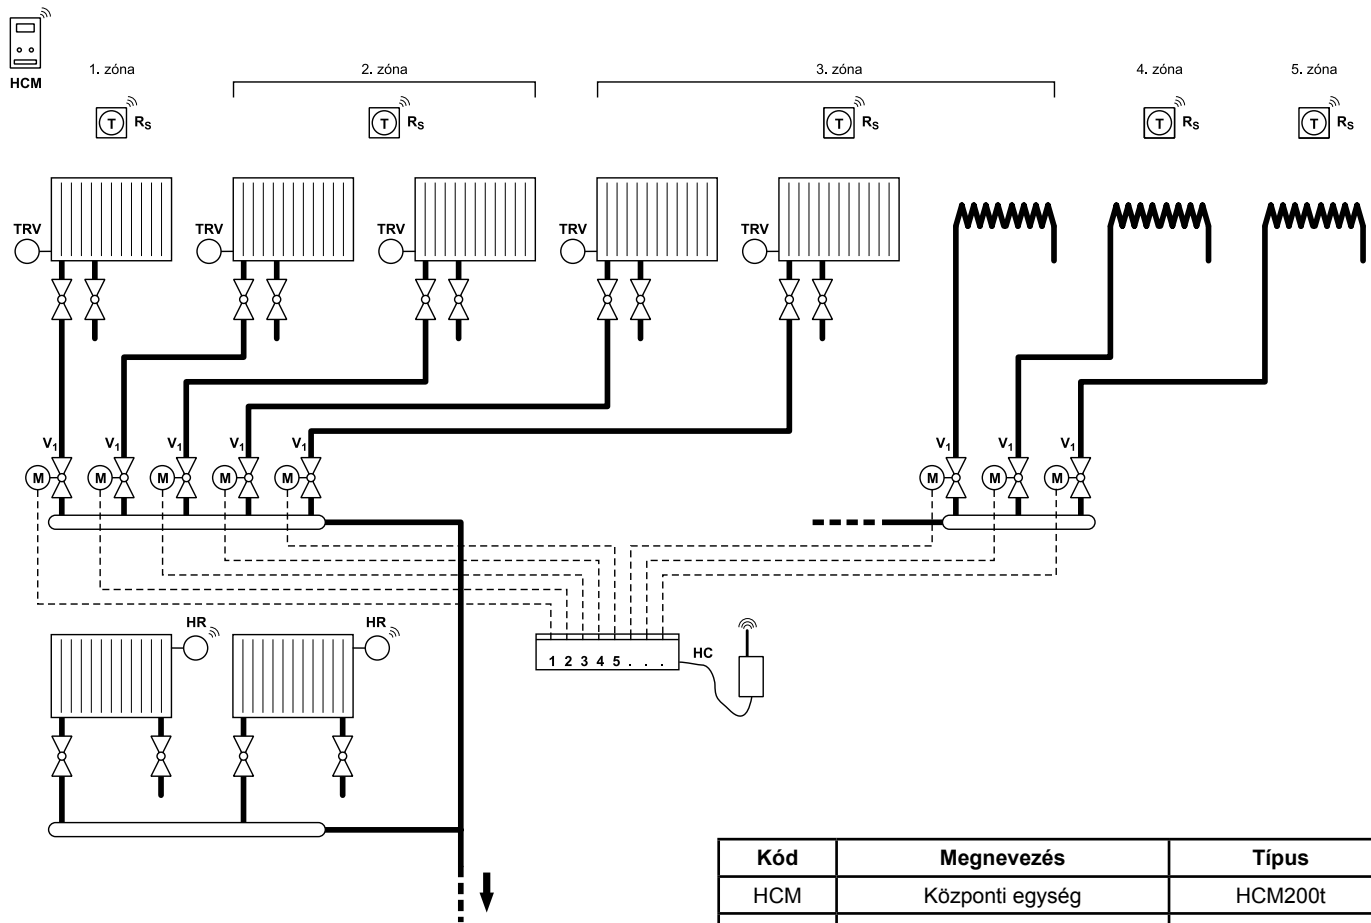 HCM
1. zóna
2. zóna
3. zóna
4. zóna
5. zóna
T RS
T RS
T RS
T RS
T RS
TRV
TRV
TRV
TRV
TRV
V1
V1
V1
V1
V1
V1
V1
V1
M
M
M
M
M
M
M
M
HR
HR
1 2 3 4 5 . . .
HC
Kód Megnevezés Típus
HCM Központi egység HCM200t